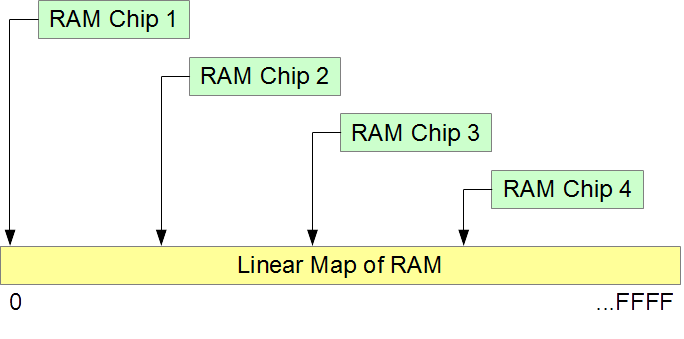 RAM Chip 1
RAM Chip 2
RAM Chip 3
RAM Chip 4
Linear Map of RAM
0 ...FFFF